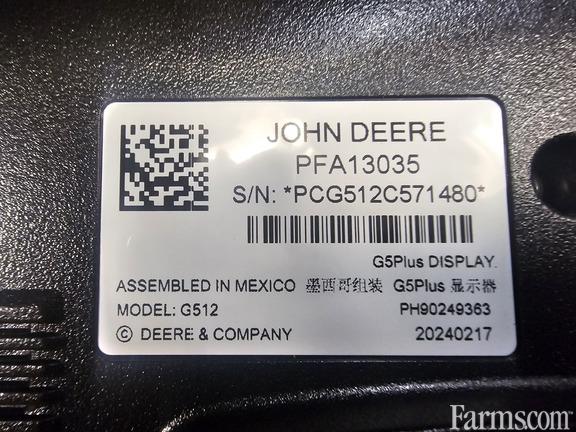 JOHN DEERE
PFA13035
S/N: *PCG512C571480*
G5Plus DISPLAY.
ASSEMBLED IN MEXICO 墨西哥组装 G5Plus 显示器
MODEL: G512 PH90249363
© DEERE & COMPANY 20240217
Farms.com